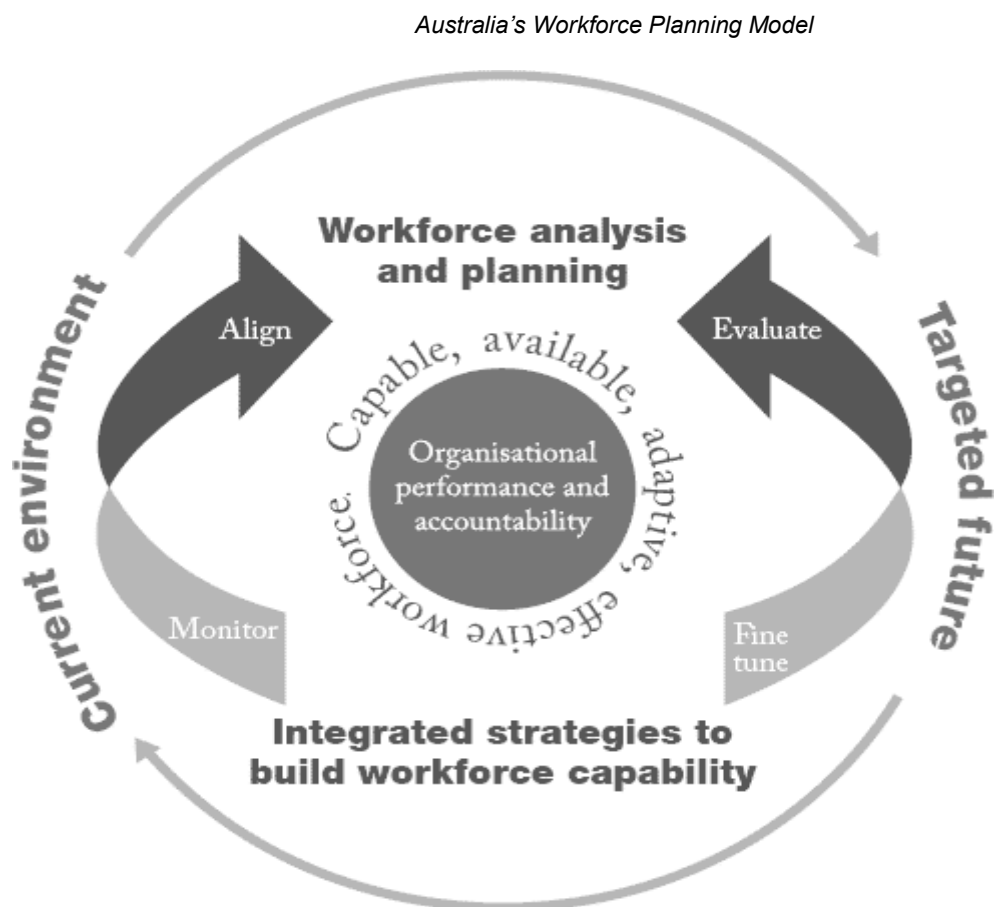 Australia’s Workforce Planning Model
Workforce analysis
and planning
Align
Evaluate
Current environment
Targeted future
Capable, available, adaptive, effective workforce.
Organisational
performance and
accountability
Monitor
Fine
tune
Integrated strategies to
build workforce capability